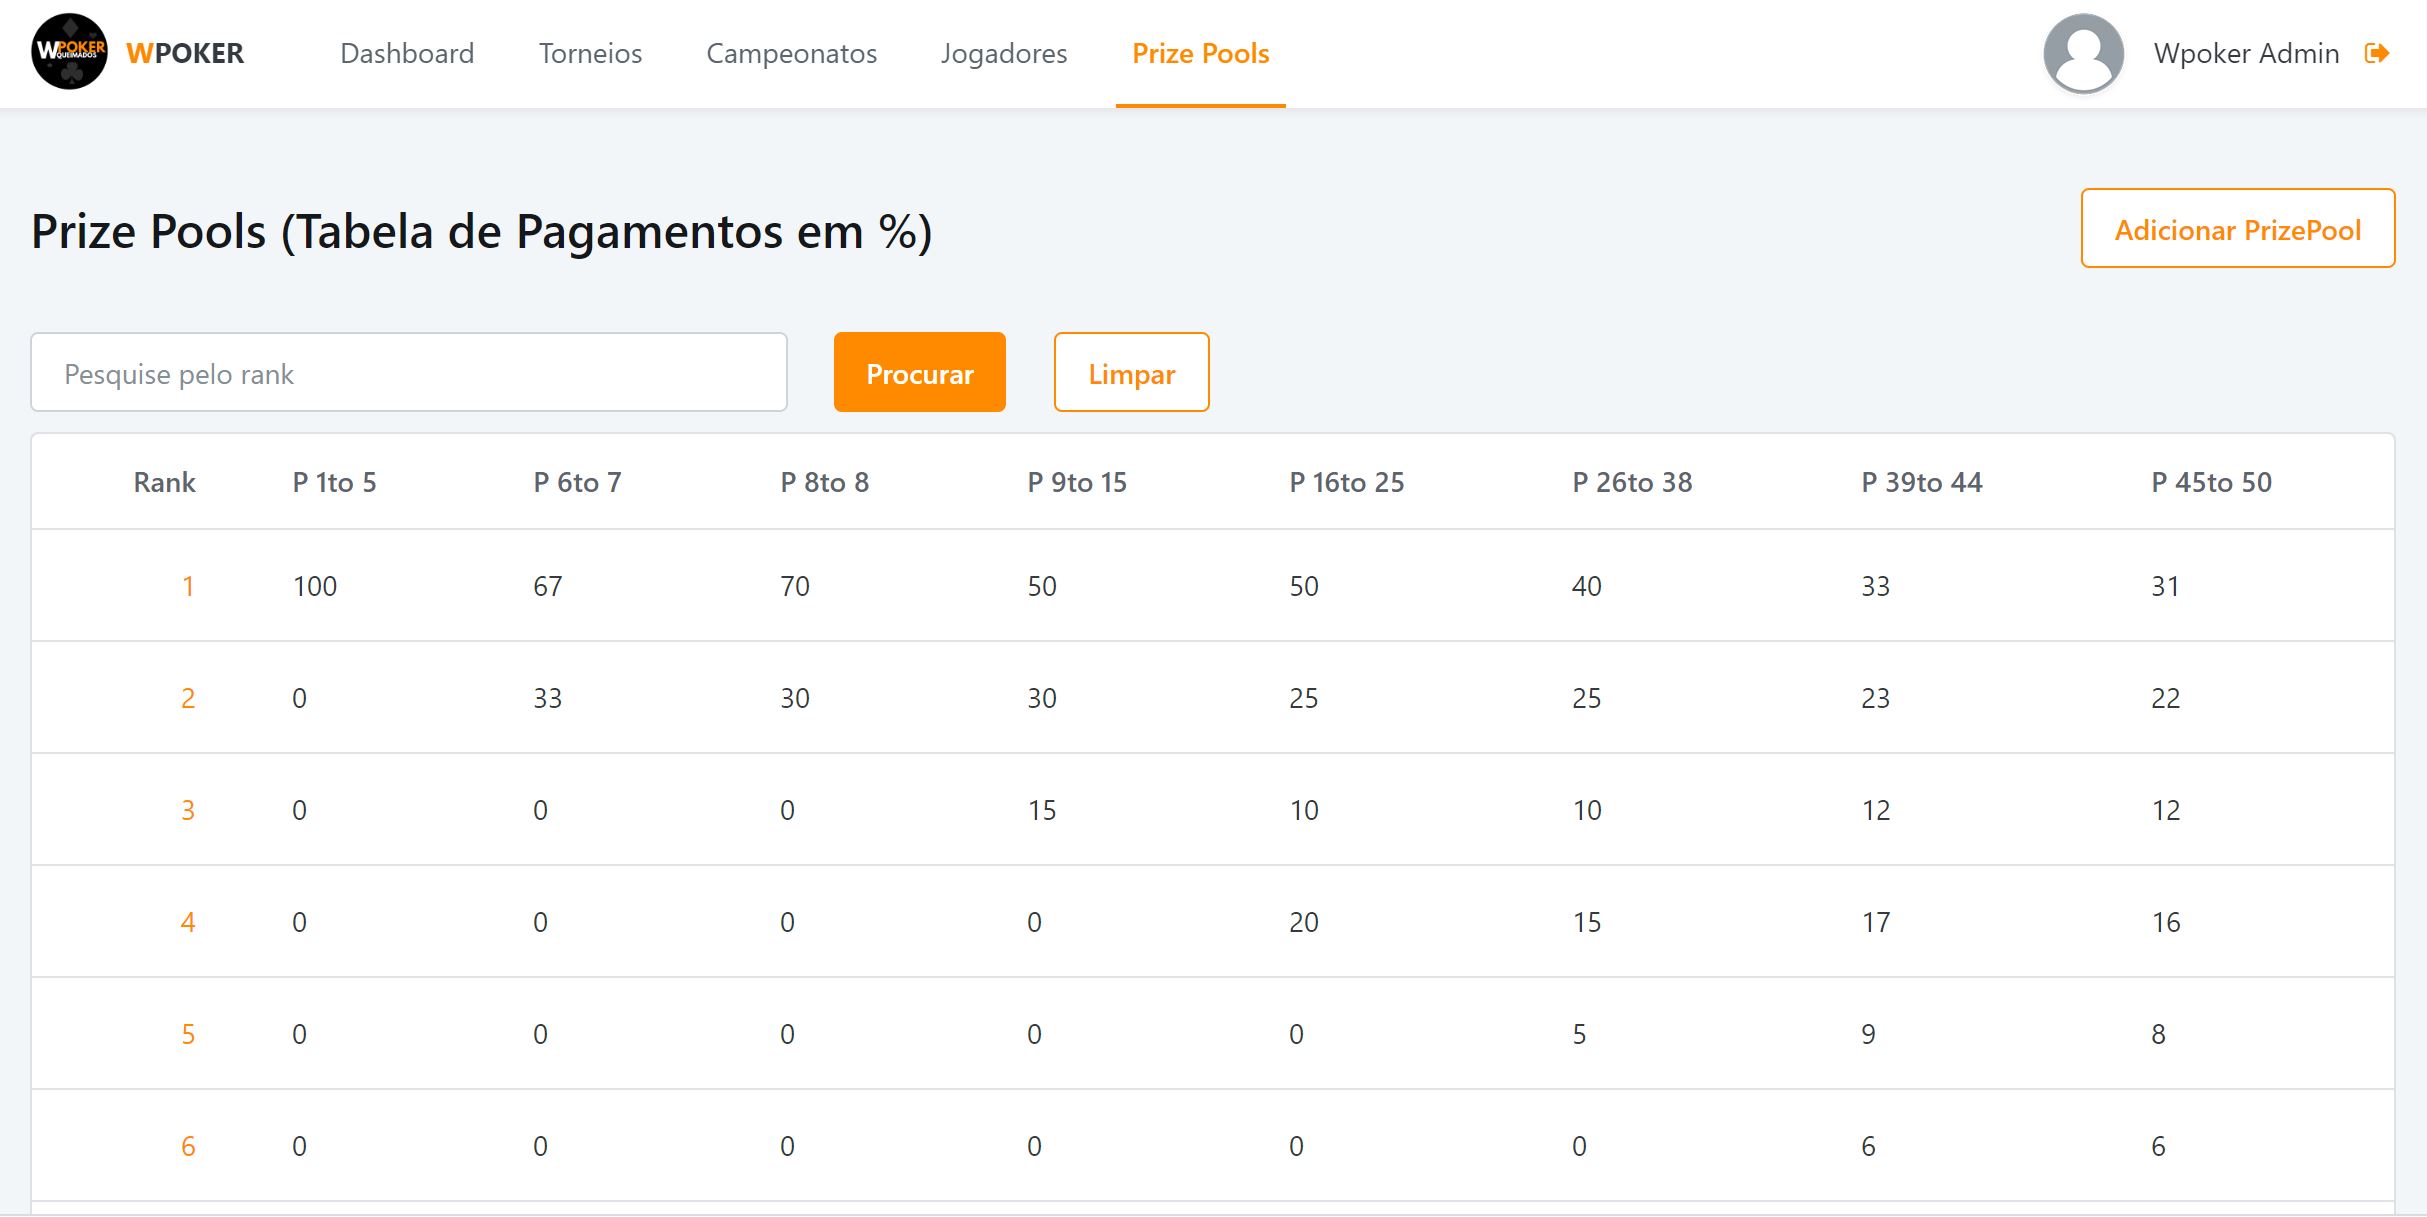 WPOKER QUEIMADOS WPOKER Dashboard Torneios Campeonatos Jogadores Prize Pools Wpoker Admin
Prize Pools (Tabela de Pagamentos em %) Adicionar PrizePool
Pesquise pelo rank Procurar Limpar
Rank P 1to 5 P 6to 7 P 8to 8 P 9to 15 P 16to 25 P 26to 38 P 39to 44 P 45to 50
1 100 67 70 50 50 40 33 31
2 0 33 30 30 25 25 23 22
3 0 0 0 15 10 10 12 12
4 0 0 0 0 20 15 17 16
5 0 0 0 0 0 5 9 8
6 0 0 0 0 0 0 6 6